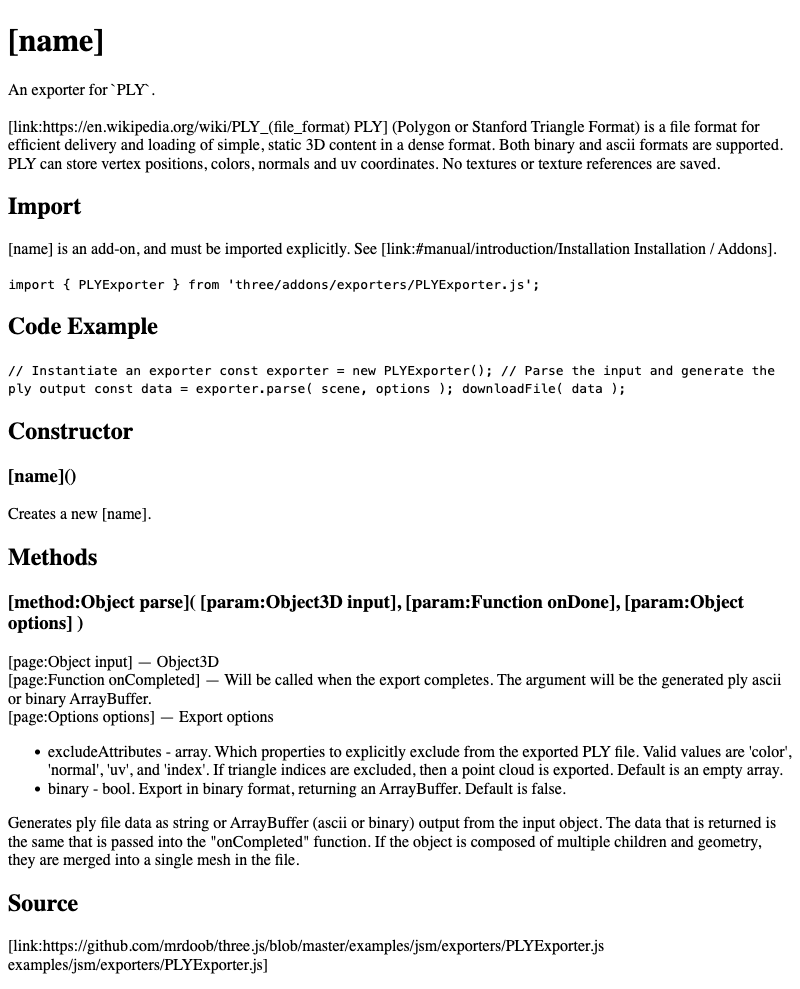 [name]
An exporter for `PLY`.
[link:https://en.wikipedia.org/wiki/PLY_(file_format) PLY] (Polygon or Stanford Triangle Format) is a file format for
efficient delivery and loading of simple, static 3D content in a dense format. Both binary and ascii formats are supported.
PLY can store vertex positions, colors, normals and uv coordinates. No textures or texture references are saved.
Import
[name] is an add-on, and must be imported explicitly. See [link:#manual/introduction/Installation Installation / Addons].
import { PLYExporter } from 'three/addons/exporters/PLYExporter.js';
Code Example
// Instantiate an exporter const exporter = new PLYExporter(); // Parse the input and generate the
ply output const data = exporter.parse( scene, options ); downloadFile( data );
Constructor
[name]()
Creates a new [name].
Methods
[method:Object parse]( [param:Object3D input], [param:Function onDone], [param:Object
options] )
[page:Object input] — Object3D
[page:Function onCompleted] — Will be called when the export completes. The argument will be the generated ply ascii
or binary ArrayBuffer.
[page:Options options] — Export options
• excludeAttributes - array. Which properties to explicitly exclude from the exported PLY file. Valid values are 'color',
'normal', 'uv', and 'index'. If triangle indices are excluded, then a point cloud is exported. Default is an empty array.
• binary - bool. Export in binary format, returning an ArrayBuffer. Default is false.
Generates ply file data as string or ArrayBuffer (ascii or binary) output from the input object. The data that is returned is
the same that is passed into the "onCompleted" function. If the object is composed of multiple children and geometry,
they are merged into a single mesh in the file.
Source
[link:https://github.com/mrdoob/three.js/blob/master/examples/jsm/exporters/PLYExporter.js
examples/jsm/exporters/PLYExporter.js]